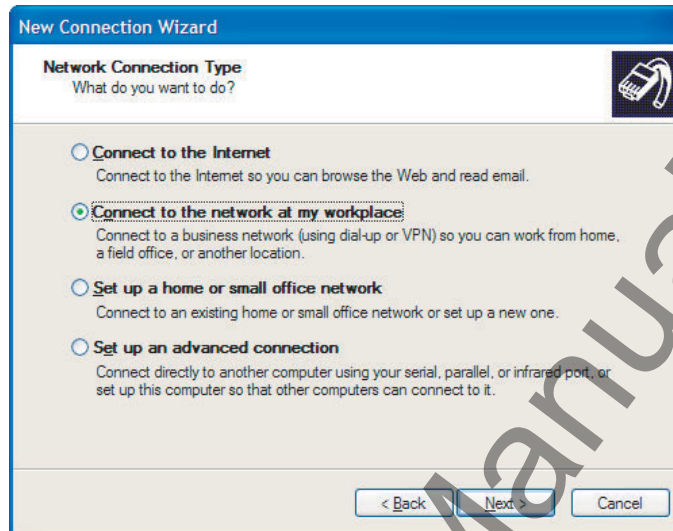 New Connection Wizard
Network Connection Type
What do you want to do?
Connect to the Internet
Connect to the Internet so you can browse the Web and read email.
Connect to the network at my workplace
Connect to a business network (using dial-up or VPN) so you can work from home,
a field office, or another location.
Set up a home or small office network
Connect to an existing home or small office network or set up a new one.
Set up an advanced connection
Connect directly to another computer using your serial, parallel, or infrared port, or
set up this computer so that other computers can connect to it.
< Back
Next >
Cancel
Manua